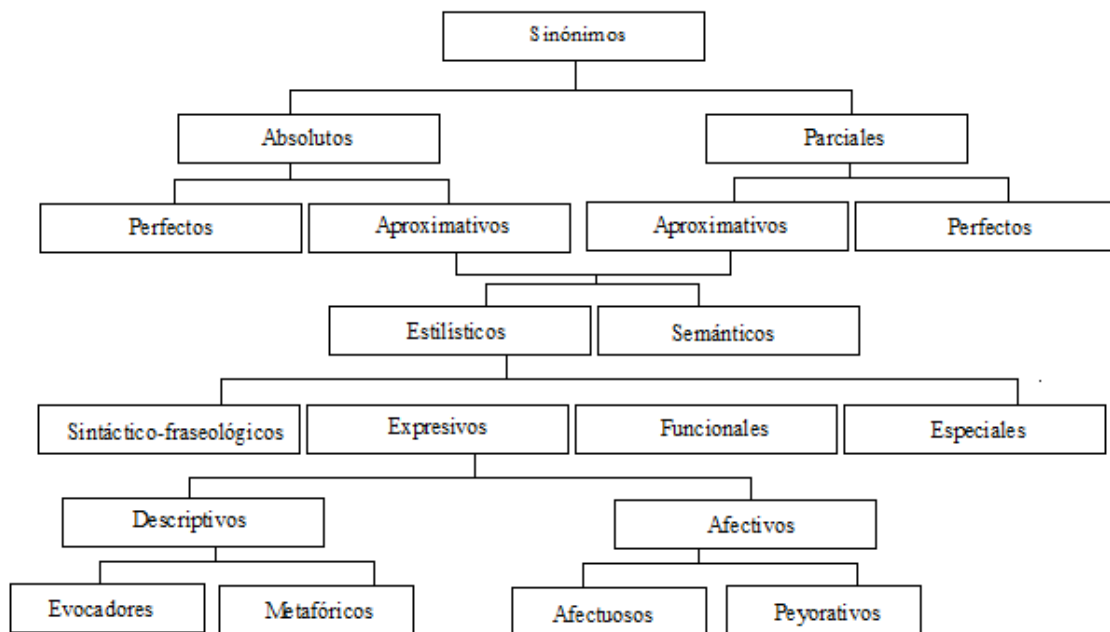 Sinónimos
Absolutos
Parciales
Perfectos
Aproximativos
Aproximativos
Perfectos
Estilísticos
Semánticos
Sintáctico-fraseológicos
Expresivos
Funcionales
Especiales
Descriptivos
Afectivos
Evocadores
Metafóricos
Afectuosos
Peyorativos